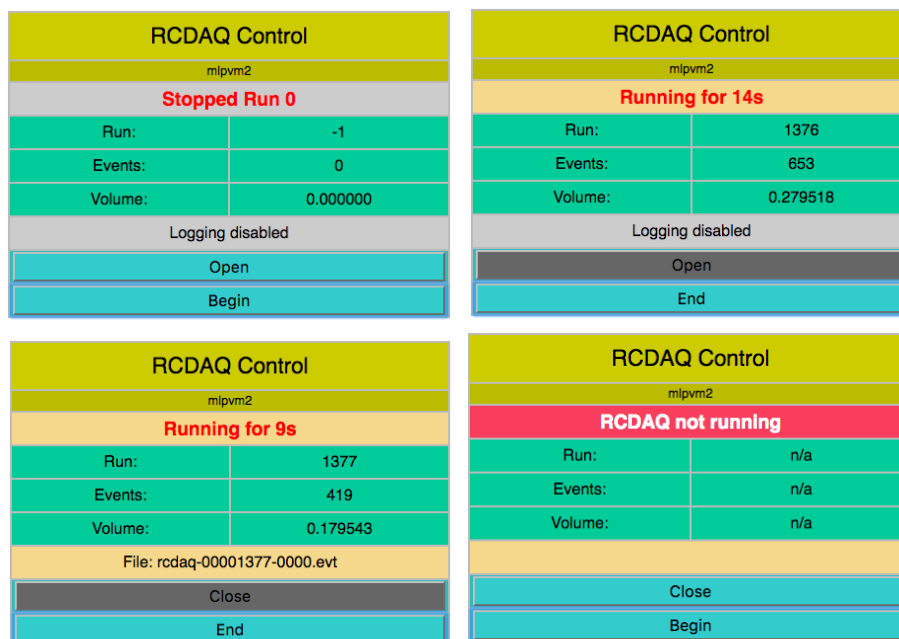 RCDAQ Control
mlpvm2
Stopped Run 0
Run: -1
Events: 0
Volume: 0.000000
Logging disabled
Open
Begin
RCDAQ Control
mlpvm2
Running for 14s
Run: 1376
Events: 653
Volume: 0.279518
Logging disabled
Open
End
RCDAQ Control
mlpvm2
Running for 9s
Run: 1377
Events: 419
Volume: 0.179543
File: rcdaq-00001377-0000.evt
Close
End
RCDAQ Control
mlpvm2
RCDAQ not running
Run: n/a
Events: n/a
Volume: n/a
Close
Begin